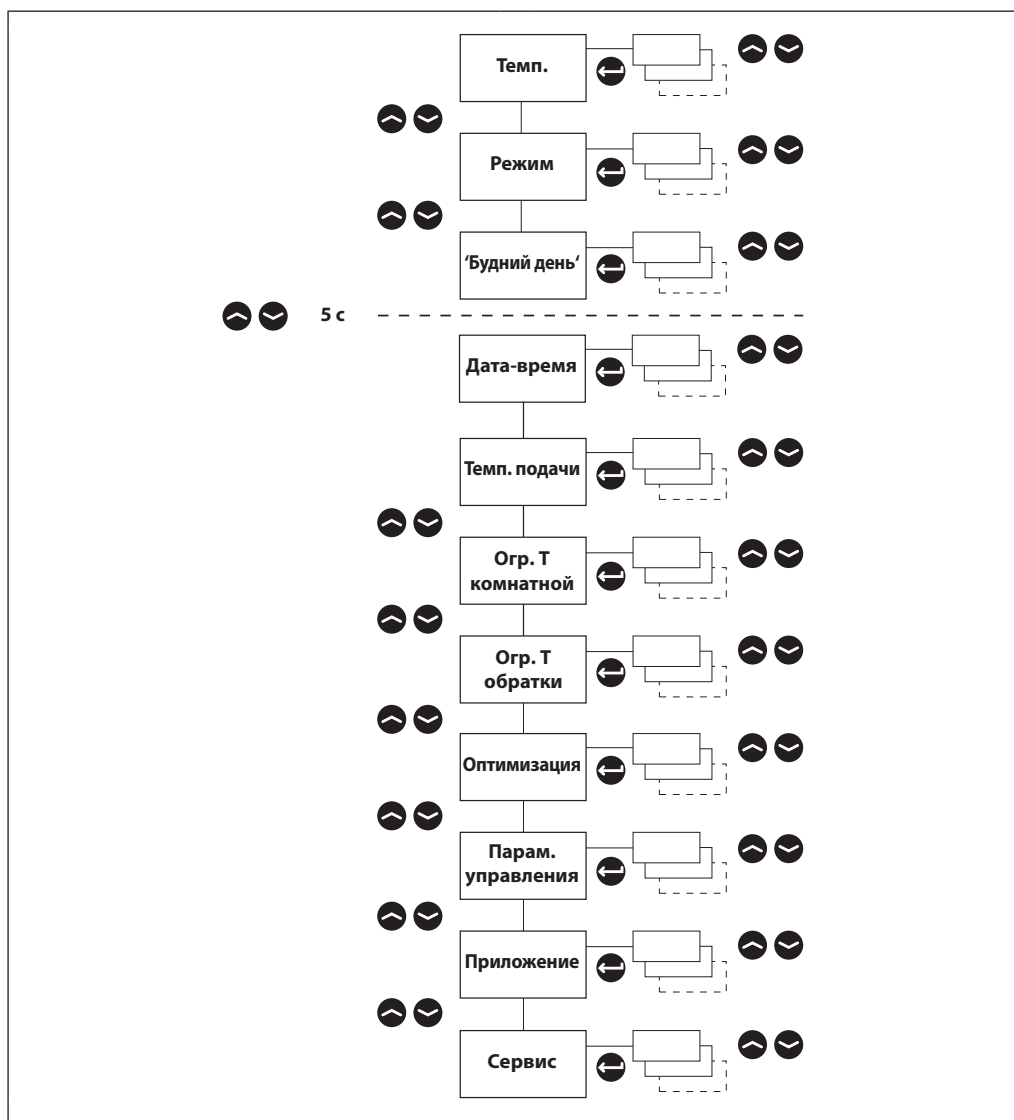 Темп.
Режим
‘Будний день‘
5 с
Дата-время
Темп. подачи
Огр. Т
комнатной
Огр. Т
обратки
Оптимизация
Парам.
управления
Приложение
Сервис